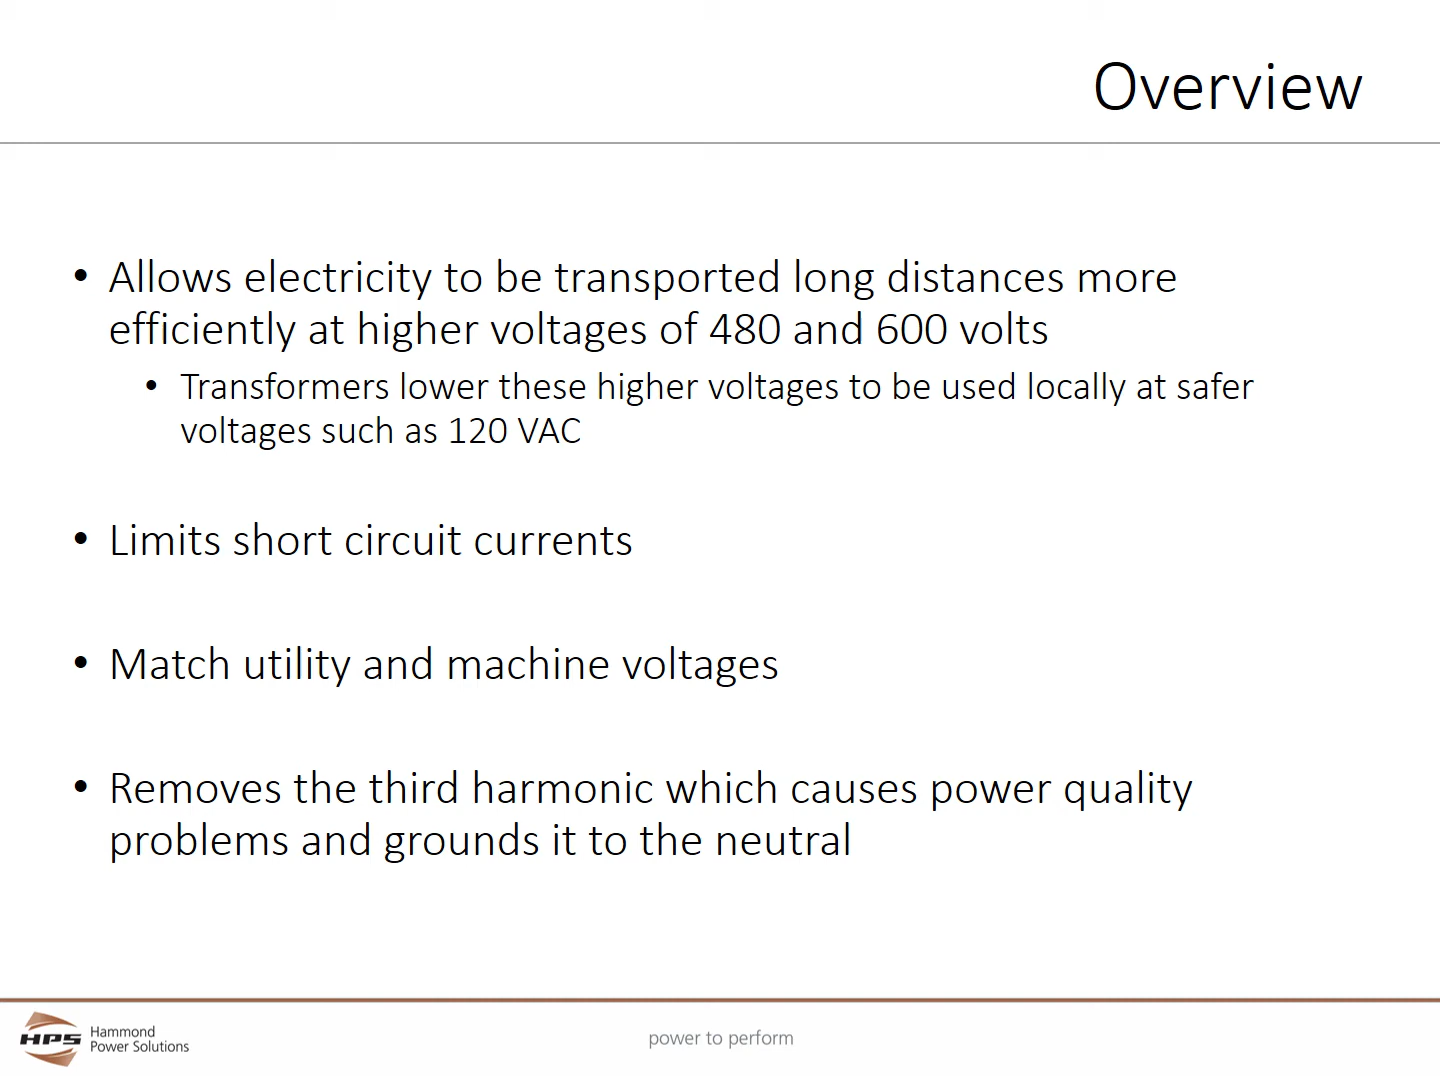 Overview
• Allows electricity to be transported long distances more
efficiently at higher voltages of 480 and 600 volts
• Transformers lower these higher voltages to be used locally at safer
voltages such as 120 VAC
• Limits short circuit currents
• Match utility and machine voltages
• Removes the third harmonic which causes power quality
problems and grounds it to the neutral
HPS
Hammond
Power Solutions
power to perform